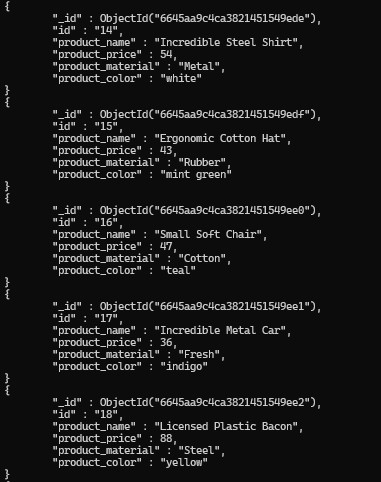 {
"_id" : ObjectId("6645aa9c4ca3821451549ede"),
"id" : "14",
"product_name" : "Incredible Steel Shirt",
"product_price" : 54,
"product_material" : "Metal",
"product_color" : "white"
}
{
"_id" : ObjectId("6645aa9c4ca3821451549edf"),
"id" : "15",
"product_name" : "Ergonomic Cotton Hat",
"product_price" : 43,
"product_material" : "Rubber",
"product_color" : "mint green"
}
{
"_id" : ObjectId("6645aa9c4ca3821451549ee0"),
"id" : "16",
"product_name" : "Small Soft Chair",
"product_price" : 47,
"product_material" : "Cotton",
"product_color" : "teal"
}
{
"_id" : ObjectId("6645aa9c4ca3821451549ee1"),
"id" : "17",
"product_name" : "Incredible Metal Car",
"product_price" : 36,
"product_material" : "Fresh",
"product_color" : "indigo"
}
{
"_id" : ObjectId("6645aa9c4ca3821451549ee2"),
"id" : "18",
"product_name" : "Licensed Plastic Bacon",
"product_price" : 88,
"product_material" : "Steel",
"product_color" : "yellow"
}